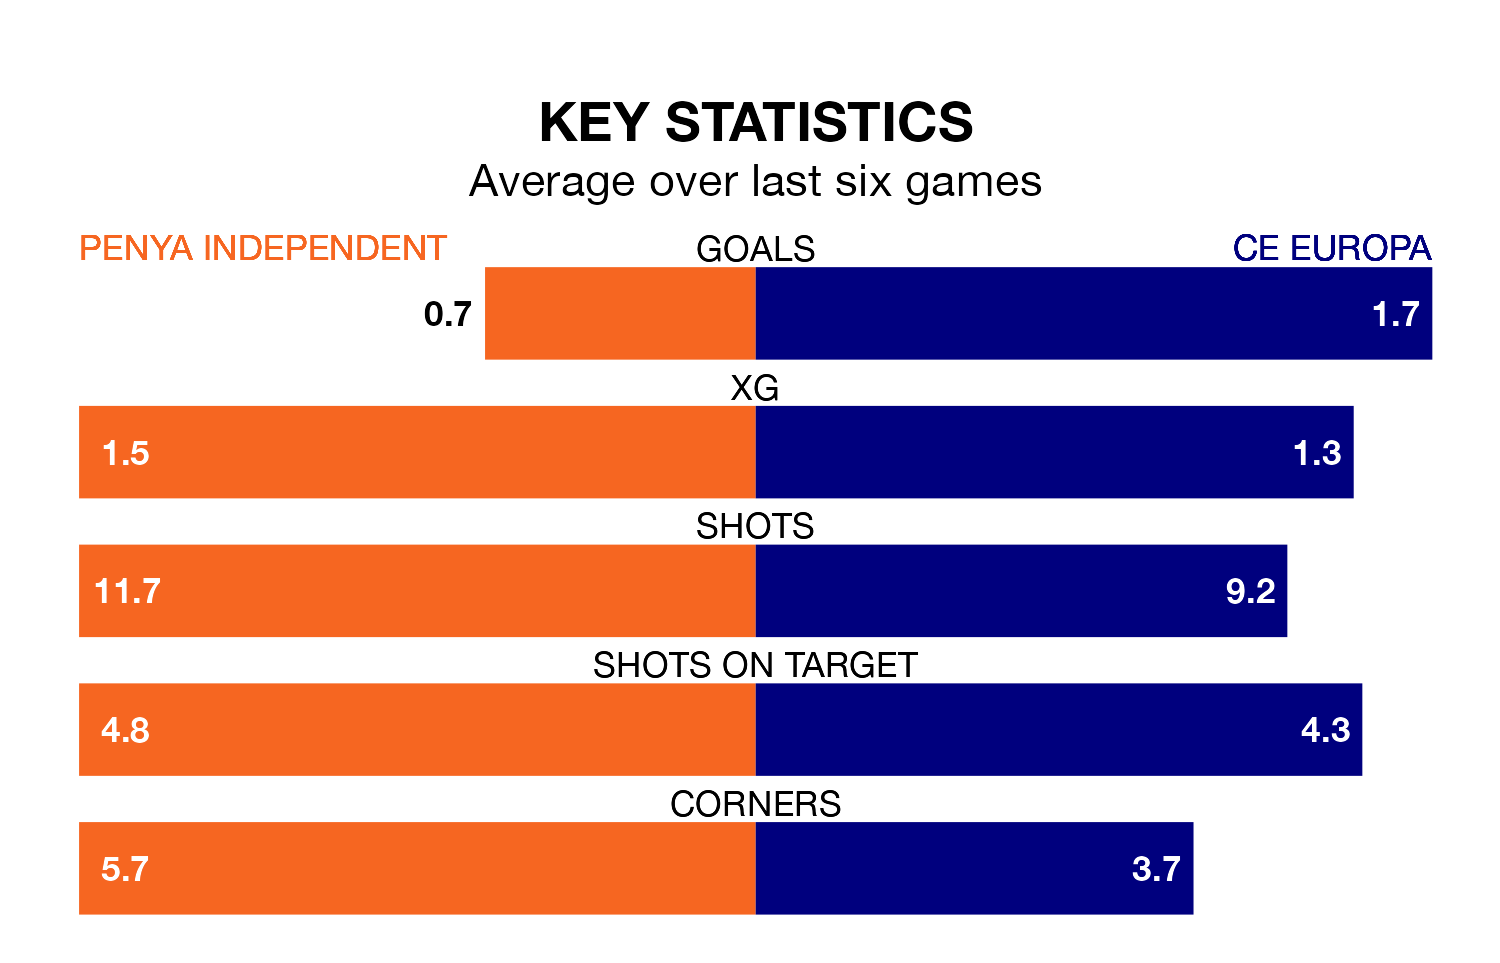 KEY STATISTICS
Average over last six games
PENYA INDEPENDENT GOALS CE EUROPA
0.7 1.7
XG
1.5 1.3
SHOTS
11.7 9.2
SHOTS ON TARGET
4.8 4.3
CORNERS
5.7 3.7